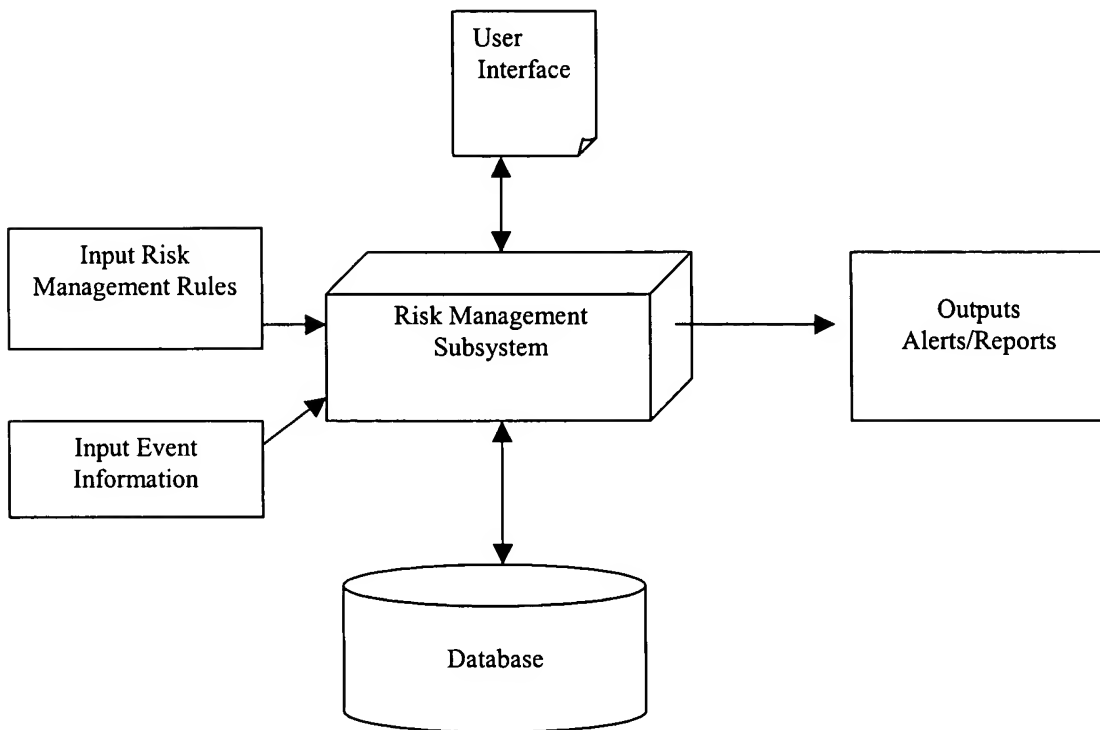 User
Interface
Input Risk
Management Rules
Risk Management
Subsystem
Outputs
Alerts/Reports
Input Event
Information
Database